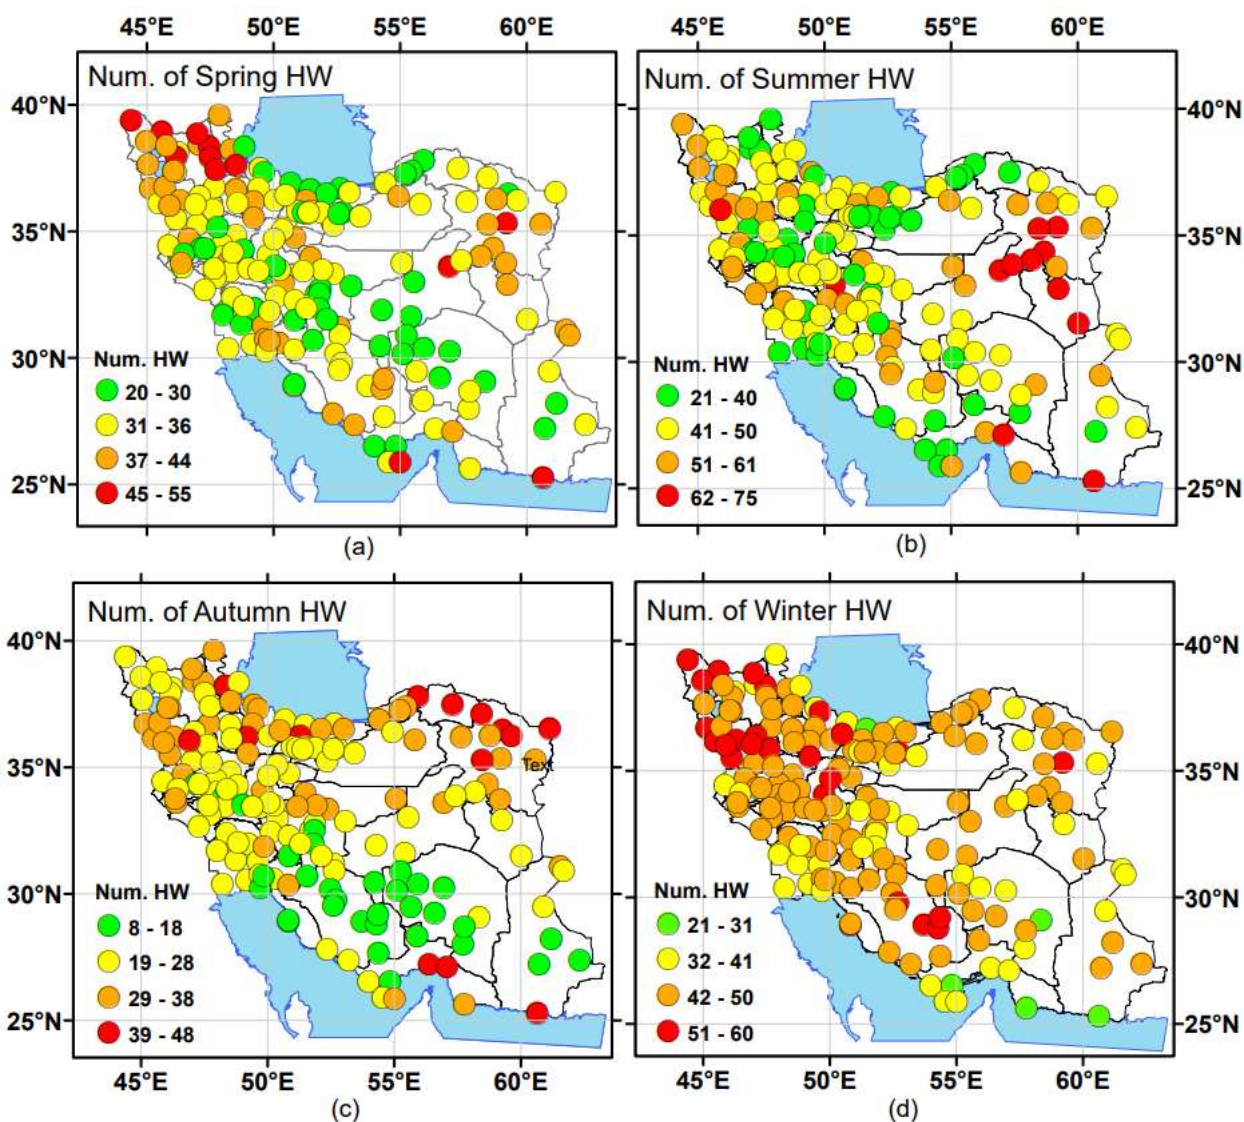 45°E 50°E 55°E 60°E 45°E 50°E 55°E 60°E
Num. of Spring HW
40°N
35°N
30°N
25°N
Num. HW
20 - 30
31 - 36
37 - 44
45 - 55
(a)
Num. of Summer HW
40°N
35°N
30°N
25°N
Num. HW
21 - 40
41 - 50
51 - 61
62 - 75
(b)
Num. of Autumn HW
40°N
35°N
30°N
25°N
Text
Num. HW
8 - 18
19 - 28
29 - 38
39 - 48
45°E 50°E 55°E 60°E
(c)
Num. of Winter HW
40°N
35°N
30°N
25°N
Num. HW
21 - 31
32 - 41
42 - 50
51 - 60
45°E 50°E 55°E 60°E
(d)